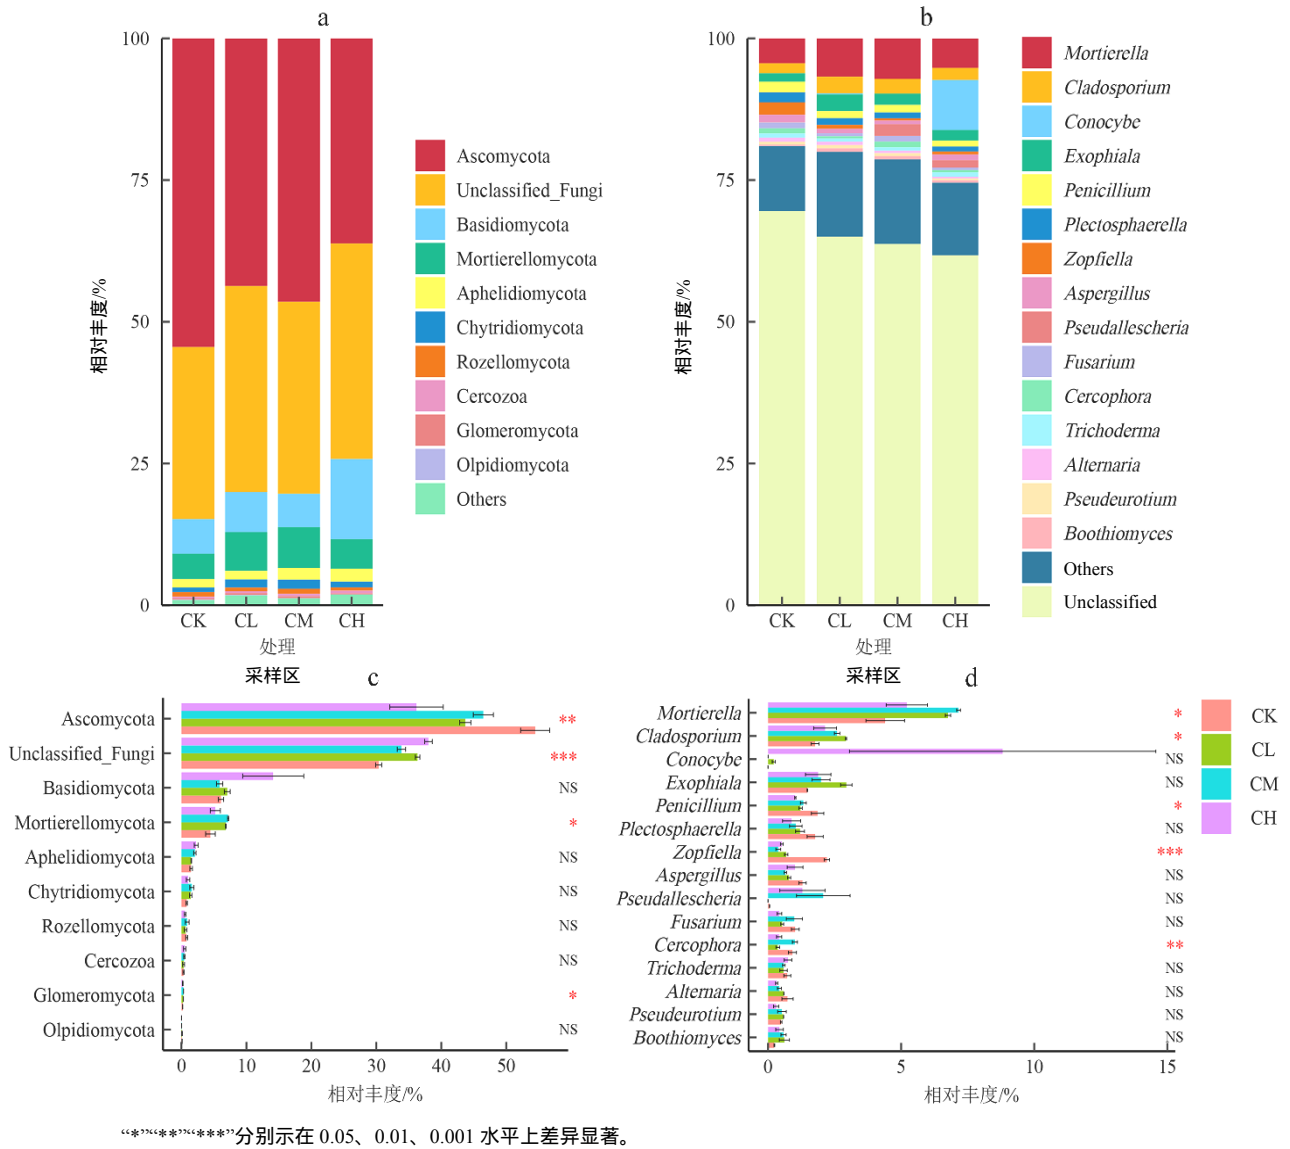 a
100
75
50
25
0
相对丰度/%
CK CL CM CH
处理
采样区
Ascomycota
Unclassified_Fungi
Basidiomycota
Mortierellomycota
Aphelidiomycota
Chytridiomycota
Rozellomycota
Cercozoa
Glomeromycota
Olpidiomycota
Others
b
100
75
50
25
0
相对丰度/%
CK CL CM CH
处理
采样区
Mortierella
Cladosporium
Conocybe
Exophiala
Penicillium
Plectosphaerella
Zopfiella
Aspergillus
Pseudallescheria
Fusarium
Cercophora
Trichoderma
Alternaria
Pseudeurotium
Boothiomyces
Others
Unclassified
c
Ascomycota **
Unclassified_Fungi ***
Basidiomycota NS
Mortierellomycota *
Aphelidiomycota NS
Chytridiomycota NS
Rozellomycota NS
Cercozoa NS
Glomeromycota *
Olpidiomycota NS
0 10 20 30 40 50
相对丰度/%
d
Mortierella *
Cladosporium *
Conocybe NS
Exophiala NS
Penicillium *
Plectosphaerella NS
Zopfiella ***
Aspergillus NS
Pseudallescheria NS
Fusarium NS
Cercophora **
Trichoderma NS
Alternaria NS
Pseudeurotium NS
Boothiomyces NS
0 5 10 15
相对丰度/%
CK
CL
CM
CH
“*”“**”“***”分别示在 0.05、0.01、0.001 水平上差异显著。